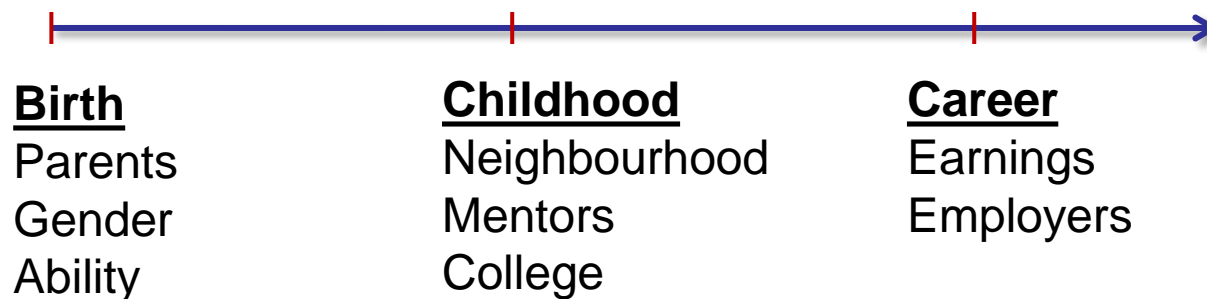 Birth
Parents
Gender
Ability
Childhood
Neighbourhood
Mentors
College
Career
Earnings
Employers